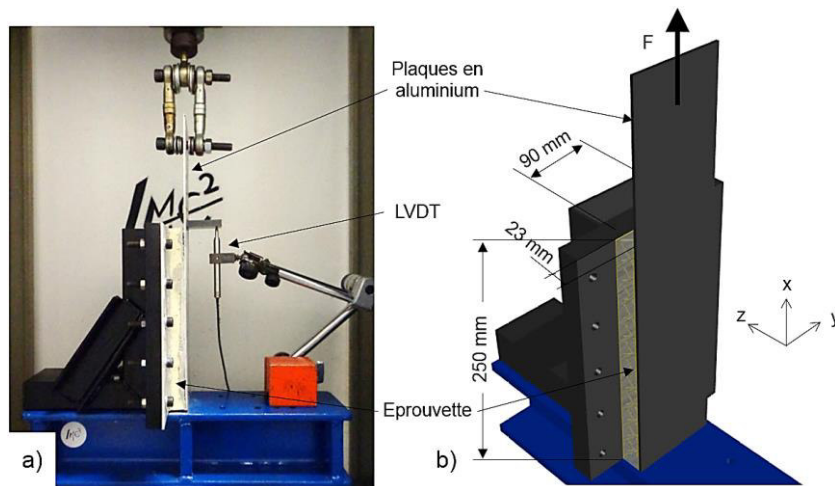 Plaques en
aluminium
LVDT
Eprouvette
a)
F
90 mm
23 mm
250 mm
x
z
y
b)